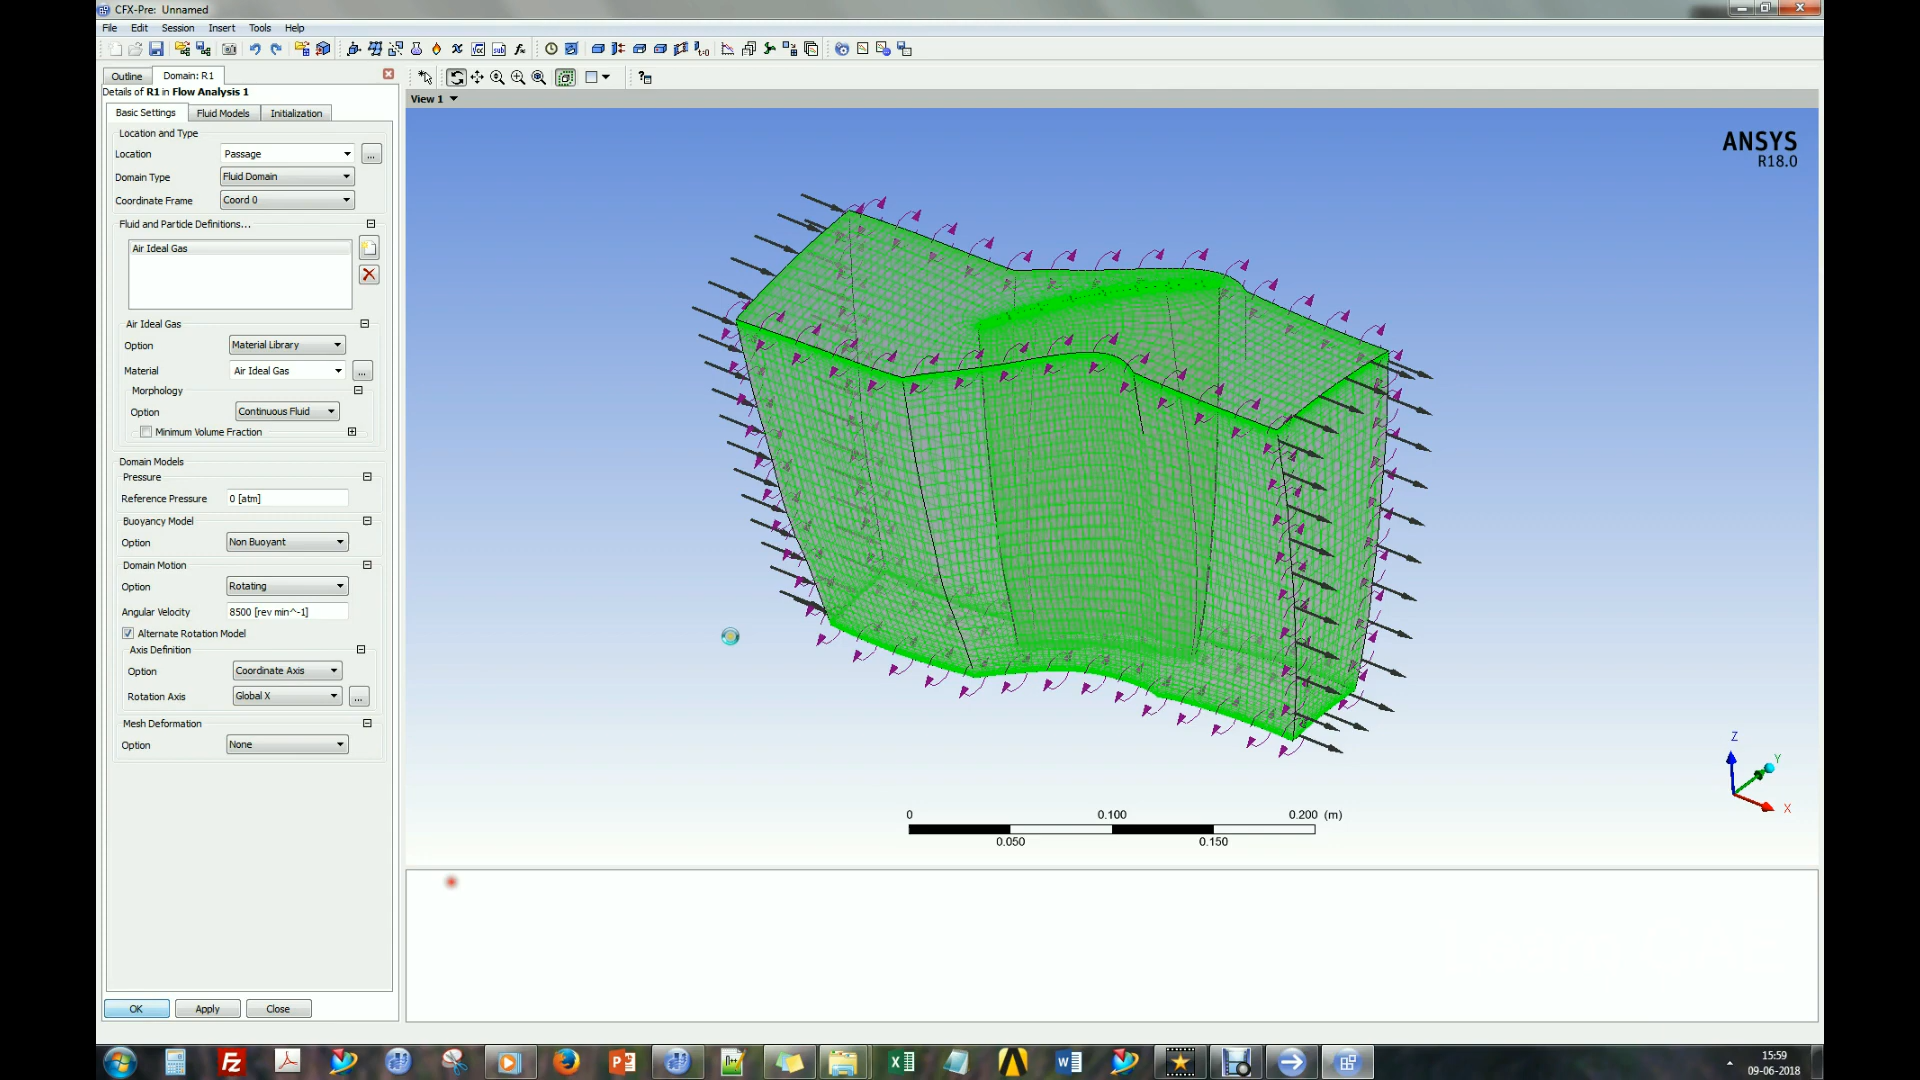 CFX-Pre: Unnamed
File Edit Session Insert Tools Help
Outline Domain: R1
Details of R1 in Flow Analysis 1
Basic Settings Fluid Models Initialization
Location and Type
Location Passage ...
Domain Type Fluid Domain
Coordinate Frame Coord 0
Fluid and Particle Definitions...
Air Ideal Gas
Air Ideal Gas
Option Material Library
Material Air Ideal Gas ...
Morphology
Option Continuous Fluid
Minimum Volume Fraction
Domain Models
Pressure
Reference Pressure 0 [atm]
Buoyancy Model
Option Non Buoyant
Domain Motion
Option Rotating
Angular Velocity 8500 [rev min^-1]
Alternate Rotation Model
Axis Definition
Option Coordinate Axis
Rotation Axis Global X ...
Mesh Deformation
Option None
OK Apply Close
View 1
ANSYS
R18.0
Z
Y
X
0 0.100 0.200 (m)
0.050 0.150
15:59
09-06-2018